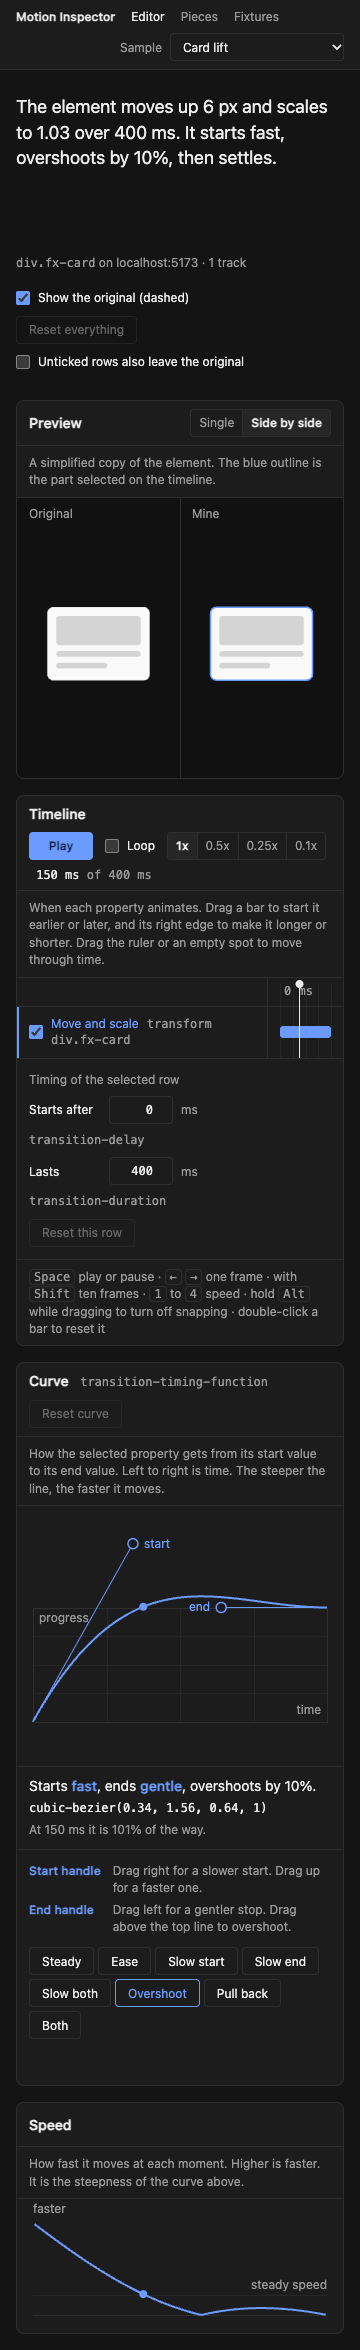 Motion Inspector Editor Pieces Fixtures
Sample Card lift
The element moves up 6 px and scales
to 1.03 over 400 ms. It starts fast,
overshoots by 10%, then settles.
div.fx-card on localhost:5173 · 1 track
Show the original (dashed)
Reset everything
Unticked rows also leave the original
Preview Single Side by side
A simplified copy of the element. The blue outline is
the part selected on the timeline.
Original Mine
Timeline
Play Loop 1x 0.5x 0.25x 0.1x
150 ms of 400 ms
When each property animates. Drag a bar to start it
earlier or later, and its right edge to make it longer or
shorter. Drag the ruler or an empty spot to move
through time.
0 ms
Move and scale transform
div.fx-card
Timing of the selected row
Starts after 0 ms
transition-delay
Lasts 400 ms
transition-duration
Reset this row
Space play or pause · ← → one frame · with
Shift ten frames · 1 to 4 speed · hold Alt
while dragging to turn off snapping · double-click a
bar to reset it
Curve transition-timing-function
Reset curve
How the selected property gets from its start value
to its end value. Left to right is time. The steeper the
line, the faster it moves.
start
end
progress
time
Starts fast, ends gentle, overshoots by 10%.
cubic-bezier(0.34, 1.56, 0.64, 1)
At 150 ms it is 101% of the way.
Start handle Drag right for a slower start. Drag up
for a faster one.
End handle Drag left for a gentler stop. Drag
above the top line to overshoot.
Steady Ease Slow start Slow end
Slow both Overshoot Pull back
Both
Speed
How fast it moves at each moment. Higher is faster.
It is the steepness of the curve above.
faster
steady speed